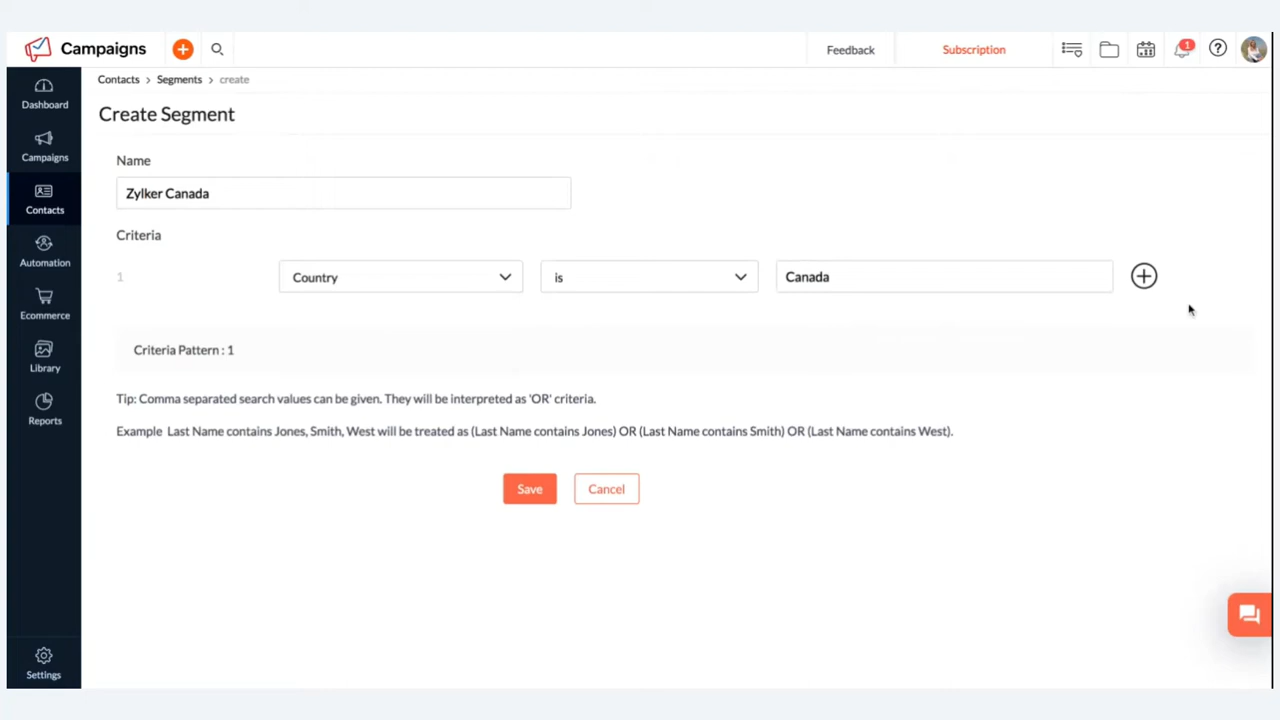 Campaigns
Feedback
Subscription
1
Dashboard
Campaigns
Contacts
Automation
Ecommerce
Library
Reports
Settings
Contacts > Segments > create
Create Segment
Name
Zylker Canada
Criteria
1 Country is Canada
Criteria Pattern : 1
Tip: Comma separated search values can be given. They will be interpreted as 'OR' criteria.
Example Last Name contains Jones, Smith, West will be treated as (Last Name contains Jones) OR (Last Name contains Smith) OR (Last Name contains West).
Save Cancel